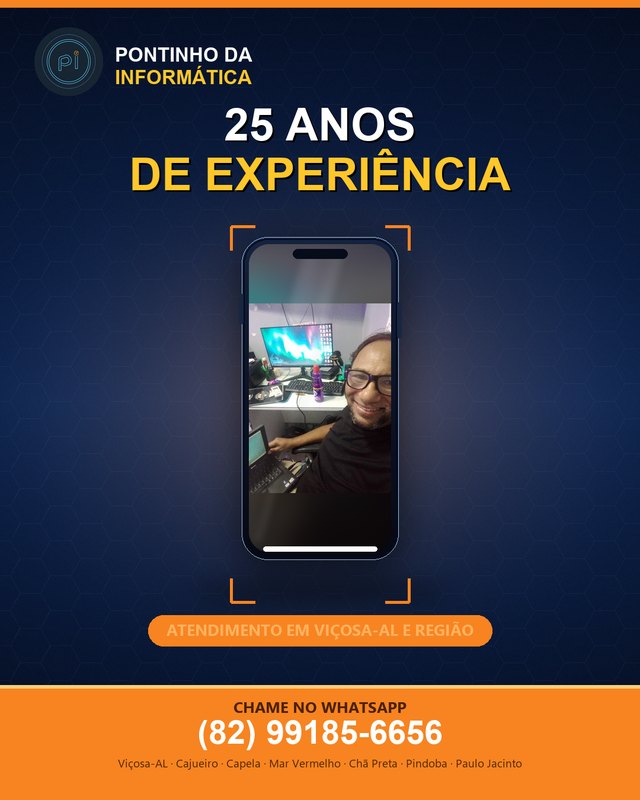 pi
PONTINHO DA
INFORMÁTICA
25 ANOS
DE EXPERIÊNCIA
ATENDIMENTO EM VIÇOSA-AL E REGIÃO
CHAME NO WHATSAPP
(82) 99185-6656
Viçosa-AL · Cajueiro · Capela · Mar Vermelho · Chã Preta · Pindoba · Paulo Jacinto